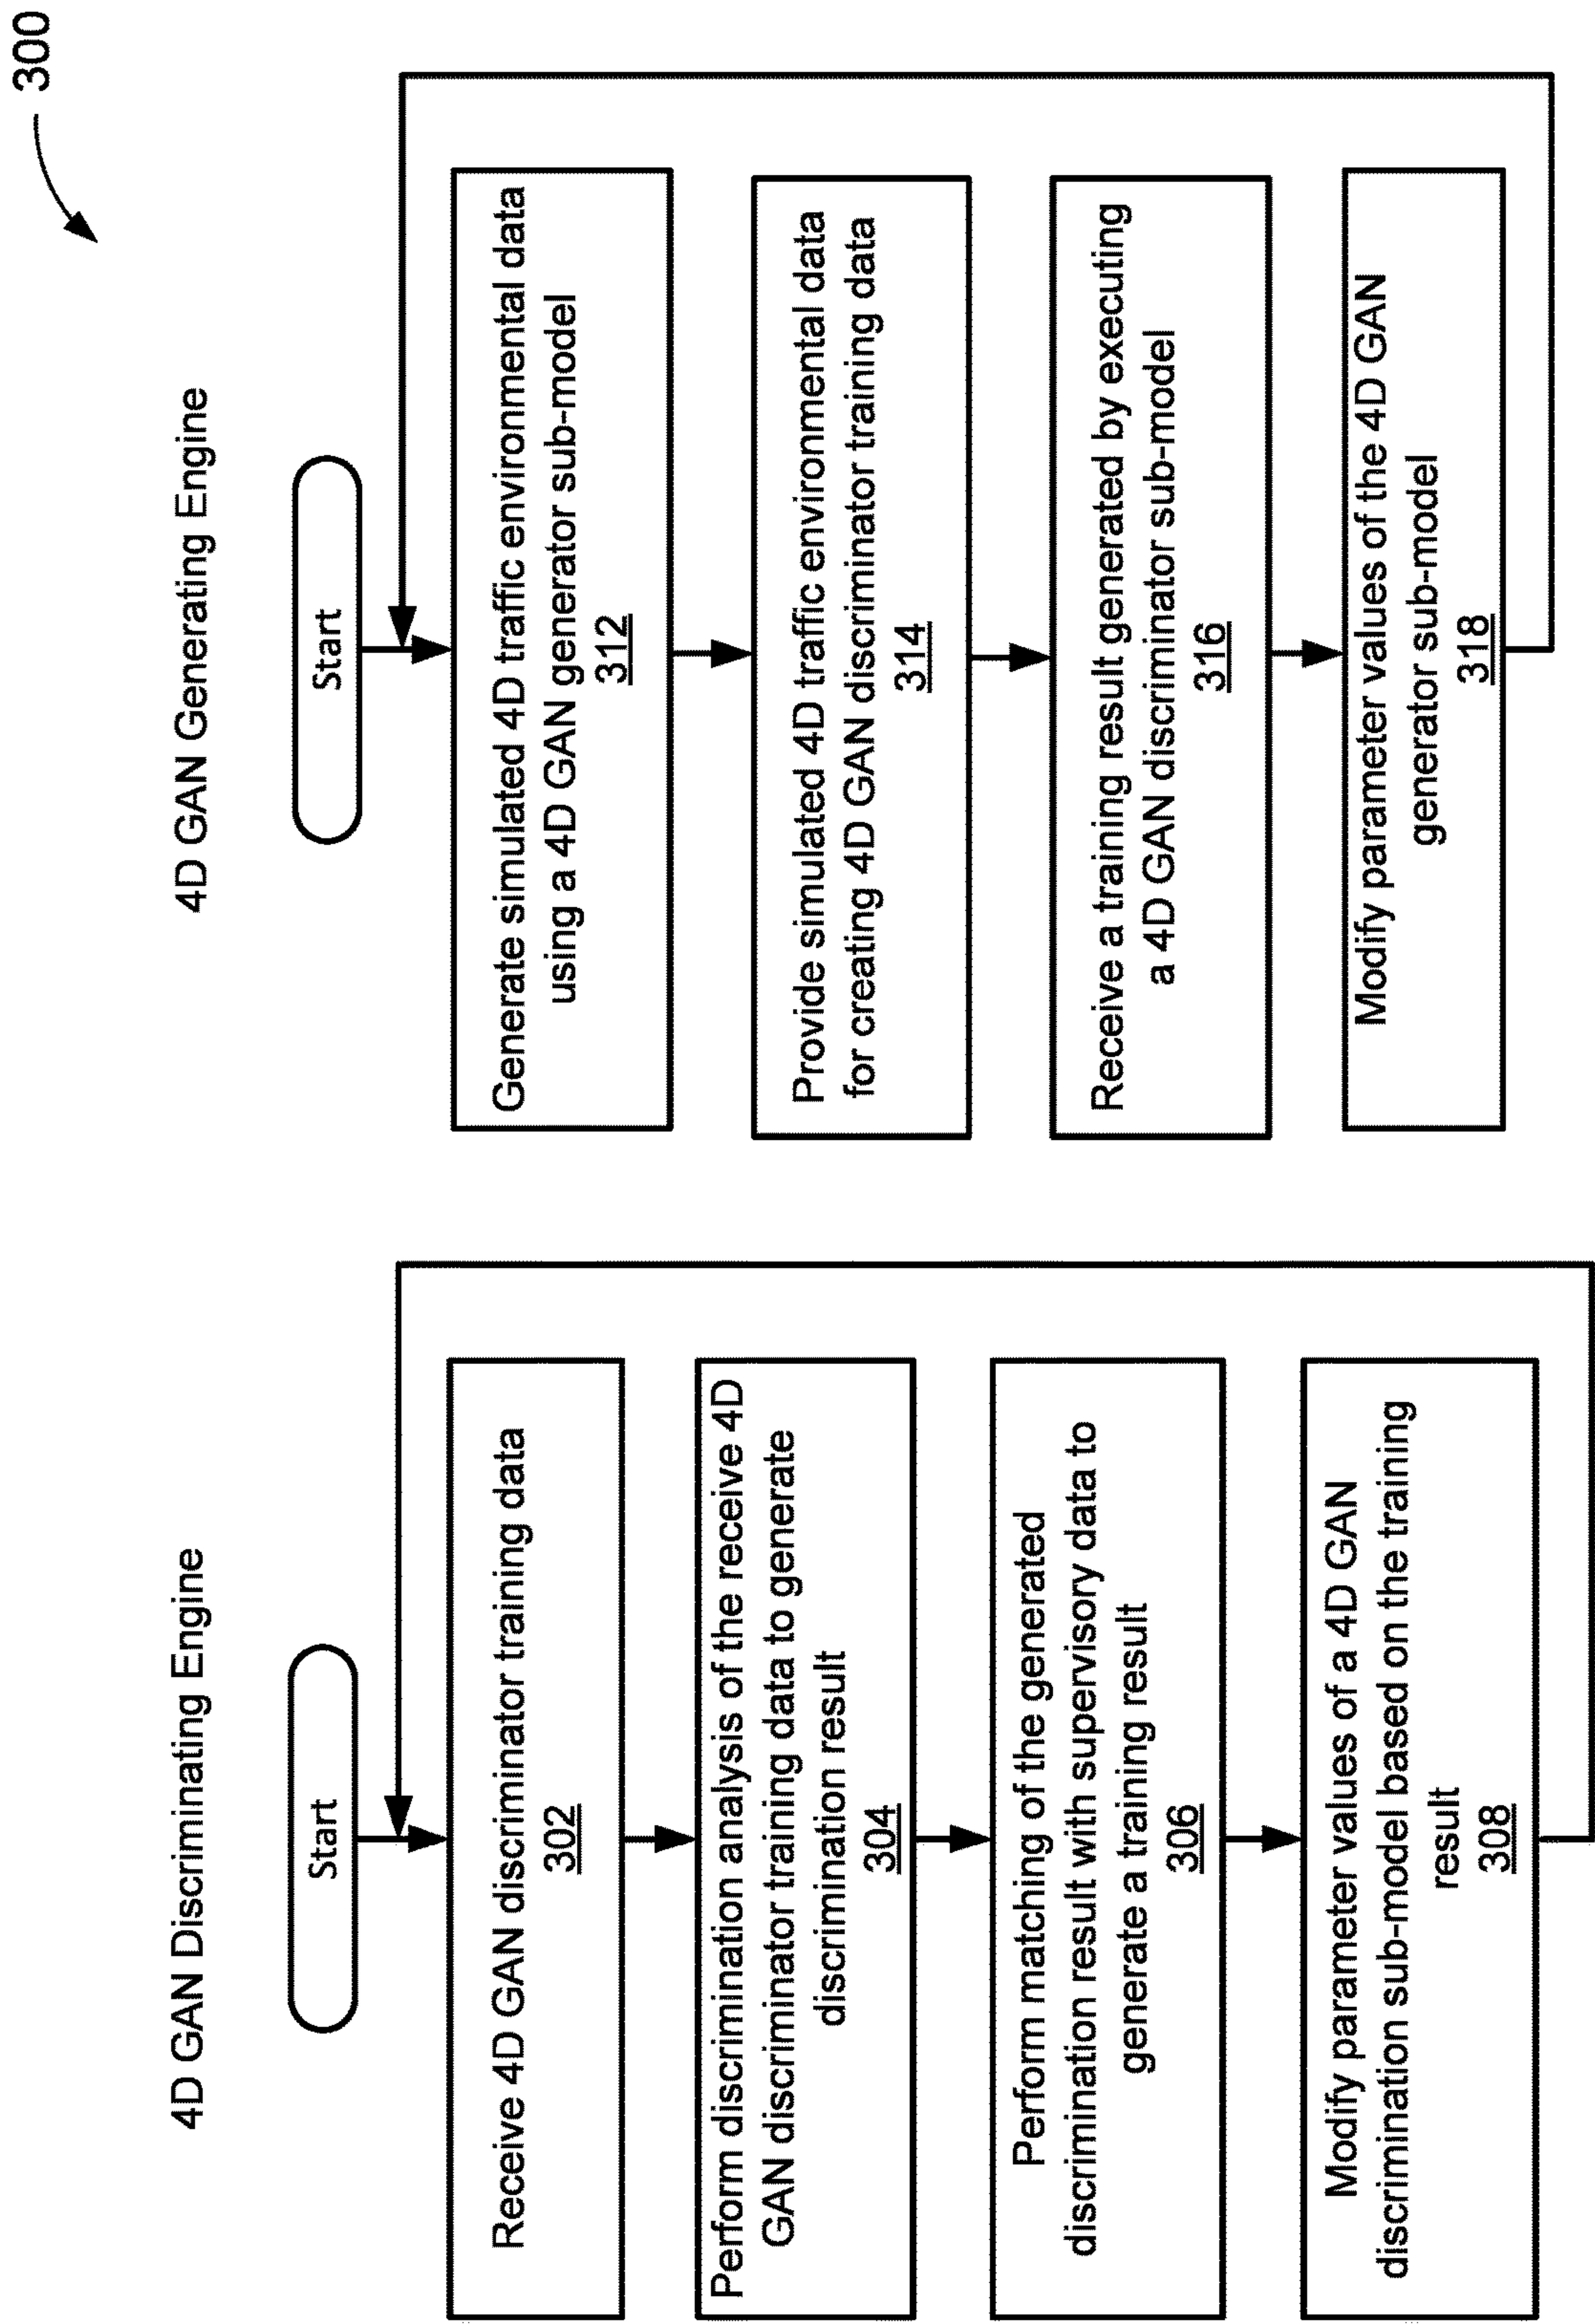 300
4D GAN Discriminating Engine
Start
Receive 4D GAN discriminator training data
302
Perform discrimination analysis of the receive 4D
GAN discriminator training data to generate
discrimination result
304
Perform matching of the generated
discrimination result with supervisory data to
generate a training result
306
Modify parameter values of a 4D GAN
discrimination sub-model based on the training
result
308
4D GAN Generating Engine
Start
Generate simulated 4D traffic environmental data
using a 4D GAN generator sub-model
312
Provide simulated 4D traffic environmental data
for creating 4D GAN discriminator training data
314
Receive a training result generated by executing
a 4D GAN discriminator sub-model
316
Modify parameter values of the 4D GAN
generator sub-model
318